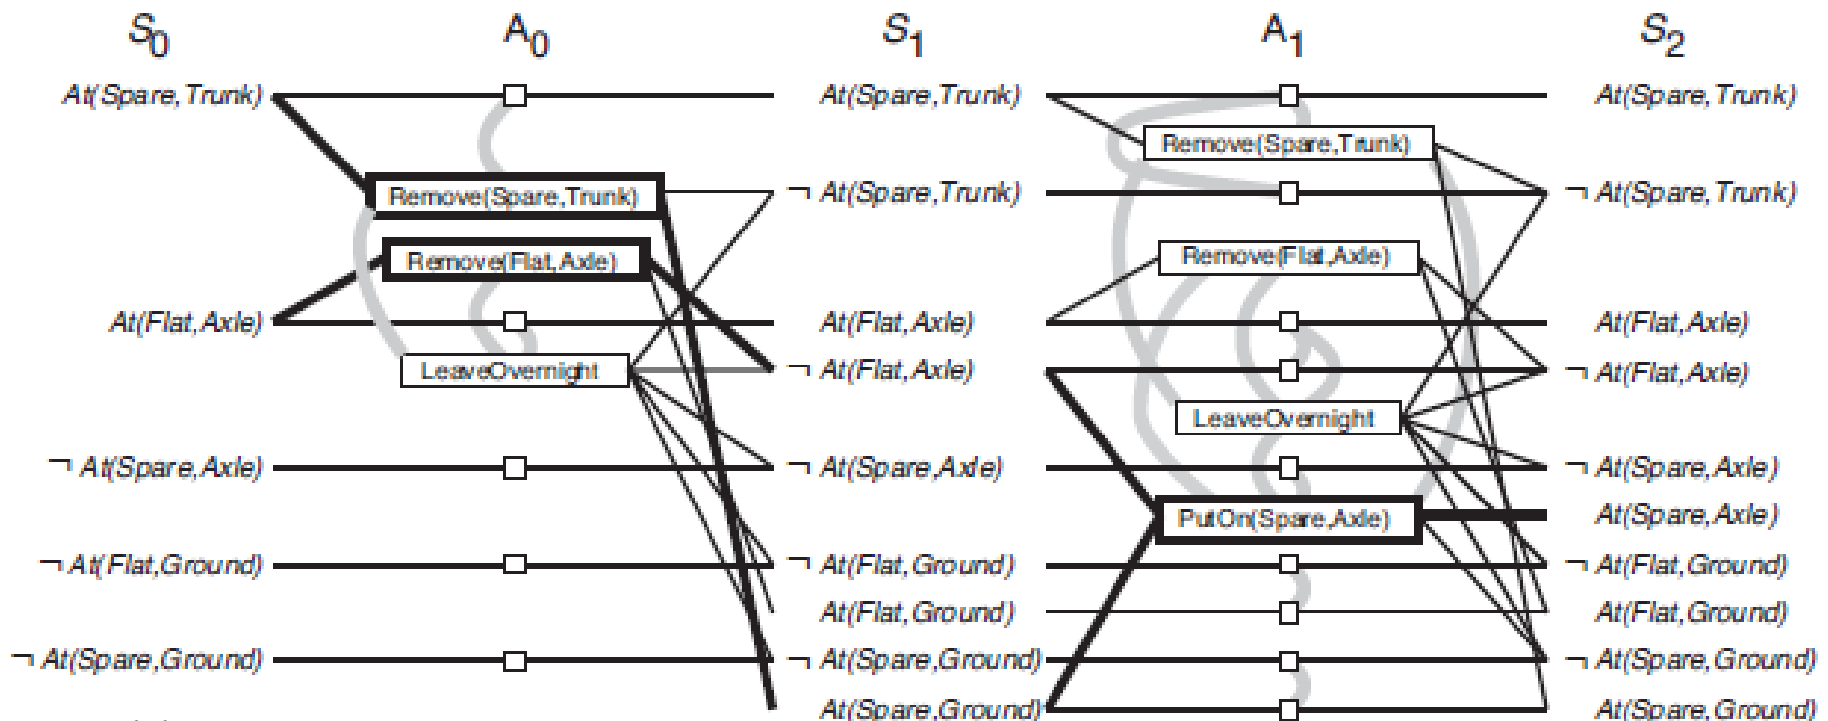 S0 A0 S1 A1 S2
At(Spare,Trunk) At(Spare,Trunk) At(Spare,Trunk)
Remove(Spare,Trunk)
Remove(Spare,Trunk) ¬ At(Spare,Trunk) ¬ At(Spare,Trunk)
Remove(Flat,Axle) Remove(Flat,Axle)
At(Flat,Axle) At(Flat,Axle) At(Flat,Axle)
LeaveOvernight ¬ At(Flat,Axle) ¬ At(Flat,Axle)
LeaveOvernight
¬ At(Spare,Axle) ¬ At(Spare,Axle) ¬ At(Spare,Axle)
PutOn(Spare,Axle) At(Spare,Axle)
¬ At(Flat,Ground) ¬ At(Flat,Ground) ¬ At(Flat,Ground)
At(Flat,Ground) At(Flat,Ground)
¬ At(Spare,Ground) ¬ At(Spare,Ground) ¬ At(Spare,Ground)
At(Spare,Ground) At(Spare,Ground)